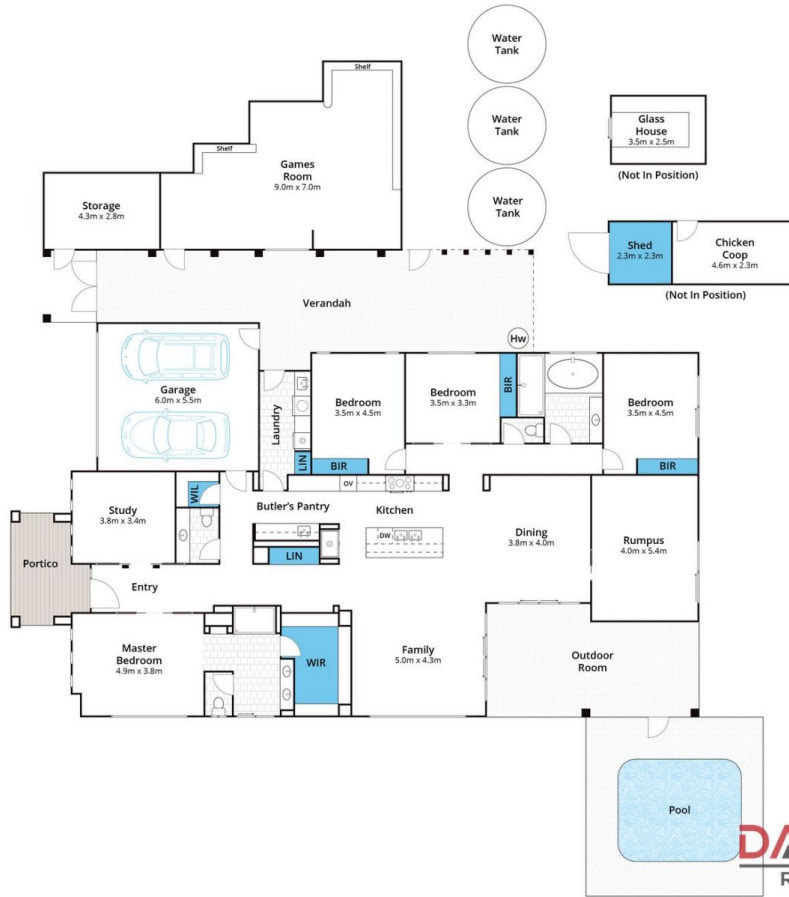 Water
Tank
Water
Tank
Water
Tank
Shelf
Shelf
Games
Room
9.0m x 7.0m
Storage
4.3m x 2.8m
Glass
House
3.5m x 2.5m
(Not In Position)
Shed
2.3m x 2.3m
Chicken
Coop
4.6m x 2.3m
(Not In Position)
Verandah
Hw
Garage
6.0m x 5.5m
Laundry
LIN
Bedroom
3.5m x 4.5m
BIR
Bedroom
3.5m x 3.3m
BIR
Bedroom
3.5m x 4.5m
BIR
Study
3.8m x 3.4m
WIL
Butler's Pantry
OV
Kitchen
DW
LIN
Dining
3.8m x 4.0m
Rumpus
4.0m x 5.4m
Portico
Entry
Master
Bedroom
4.9m x 3.8m
WIR
Family
5.0m x 4.3m
Outdoor
Room
Pool